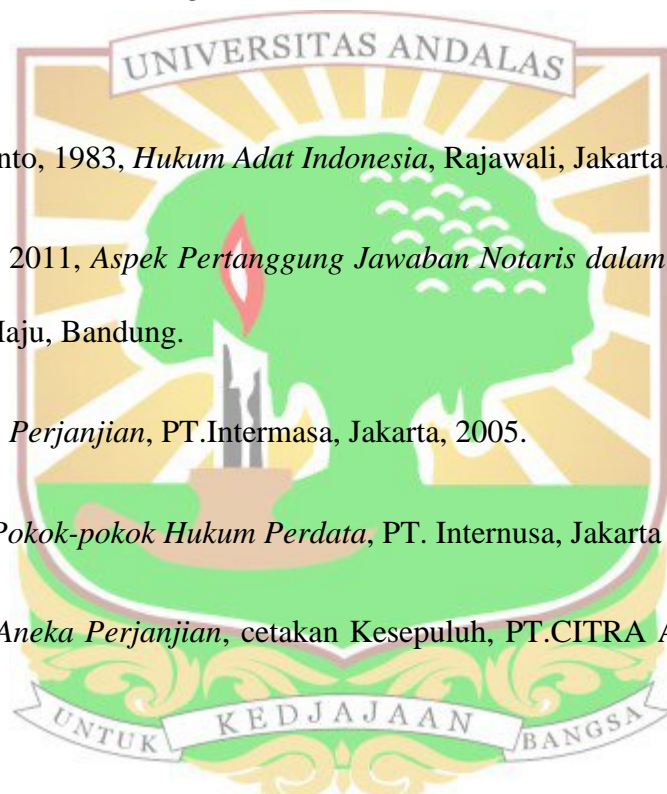 UNIVERSITAS ANDALAS
nto, 1983, Hukum Adat Indonesia, Rajawali, Jakarta.
2011, Aspek Pertanggung Jawaban Notaris dalam
Maju, Bandung.
Perjanjian, PT.Intermasa, Jakarta, 2005.
Pokok-pokok Hukum Perdata, PT. Internusa, Jakarta
Aneka Perjanjian, cetakan Kesepuluh, PT.CITRA A
UNTUK KEDJAJAAN BANGSA